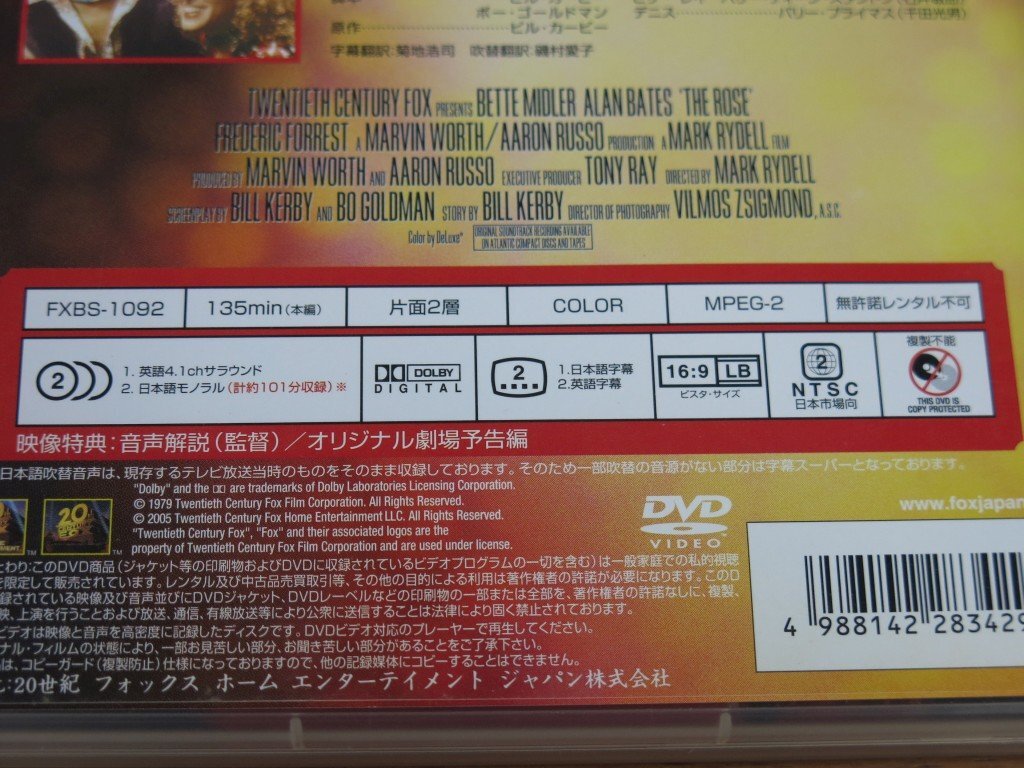 ボー・ゴールドマン
デニス………バリー・プライマス(千田光男)
原作………ビル・カービー
字幕翻訳:菊地浩司 吹替翻訳:磯村愛子
TWENTIETH CENTURY FOX PRESENTS BETTE MIDLER ALAN BATES 'THE ROSE'
FREDERIC FORREST A MARVIN WORTH/AARON RUSSO PRODUCTION A MARK RYDELL FILM
PRODUCED BY MARVIN WORTH AND AARON RUSSO EXECUTIVE PRODUCER TONY RAY DIRECTED BY MARK RYDELL
SCREENPLAY BY BILL KERBY AND BO GOLDMAN STORY BY BILL KERBY DIRECTOR OF PHOTOGRAPHY VILMOS ZSIGMOND, A.S.C.
Color by DeLuxe®
ORIGINAL SOUNDTRACK RECORDING AVAILABLE
ON ATLANTIC COMPACT DISCS AND TAPES
FXBS-1092 135min(本編) 片面2層 COLOR MPEG-2 無許諾レンタル不可
2
1. 英語4.1chサラウンド
2. 日本語モノラル(計約101分収録)※
DOLBY
DIGITAL
2
1.日本語字幕
2.英語字幕
16:9 LB
ビスタ・サイズ
2
NTSC
日本市場向
複製不能
THIS DVD IS
COPY PROTECTED
映像特典:音声解説(監督)/オリジナル劇場予告編
日本語吹替音声は、現存するテレビ放送当時のものをそのまま収録しております。そのため一部吹替の音源がない部分は字幕スーパーとなっております。
"Dolby" and the DD are trademarks of Dolby Laboratories Licensing Corporation.
© 1979 Twentieth Century Fox Film Corporation. All Rights Reserved.
© 2005 Twentieth Century Fox Home Entertainment LLC. All Rights Reserved.
"Twentieth Century Fox", "Fox" and their associated logos are the
property of Twentieth Century Fox Film Corporation and are used under license.
20
TM
TM
DVD
VIDEO
www.foxjapan
とわり:このDVD商品(ジャケット等の印刷物およびDVDに収録されているビデオプログラムの一切を含む)は一般家庭での私的視聴
を限定して販売されています。レンタル及び中古品売買取引等、その他の目的による利用は著作権者の許諾が必要になります。このD
録されている映像及び音声並びにDVDジャケット、DVDレーベルなどの印刷物の一部または全部を、著作権者の許諾なしに、複製、
映、上演を行うことおよび放送、通信、有線放送等により公衆に送信することは法律により固く禁止されております。
ビデオは映像と音声を高密度に記録したディスクです。DVDビデオ対応のプレーヤーで再生してください。
ナル・フィルムの状態により、一部お見苦しい部分、お聞き苦しい部分があることをご了承下さい。
は、コピーガード(複製防止)仕様になっておりますので、他の記録媒体にコピーすることはできません。
:20世紀 フォックス ホーム エンターテイメント ジャパン株式会社
4 988142 283429